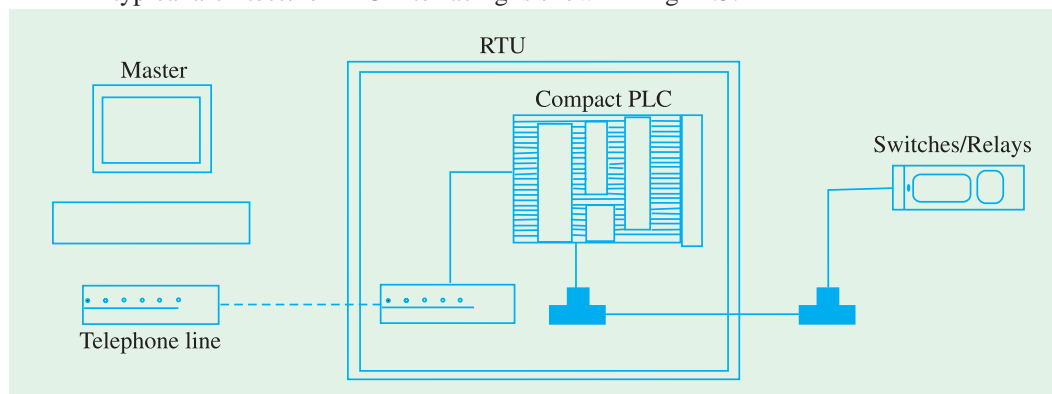 RTU
Master
Compact PLC
Switches/Relays
Telephone line